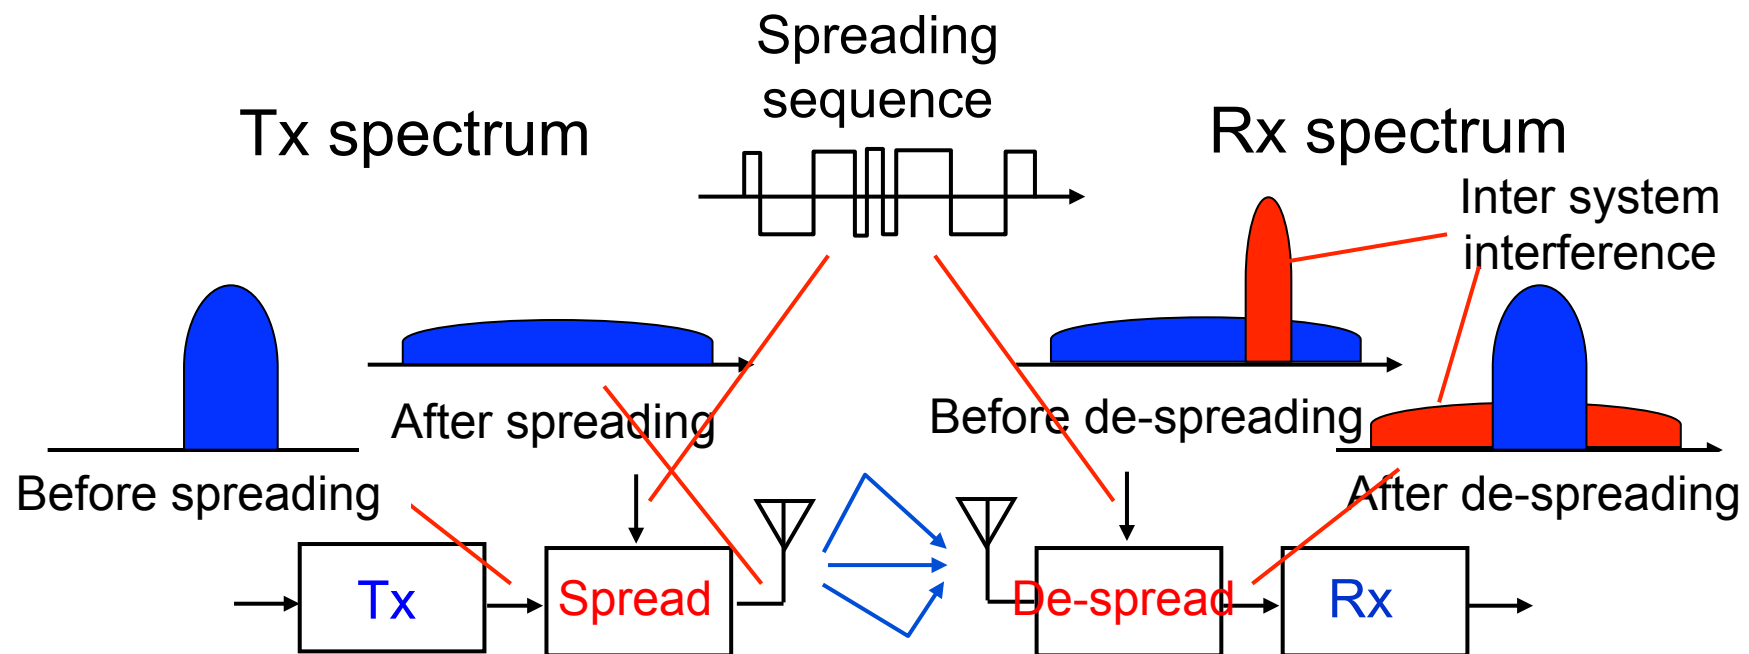 Spreading
sequence
Tx spectrum
Rx spectrum
Inter system
interference
After spreading
Before de-spreading
Before spreading
After de-spreading
Tx
Spread
De-spread
Rx